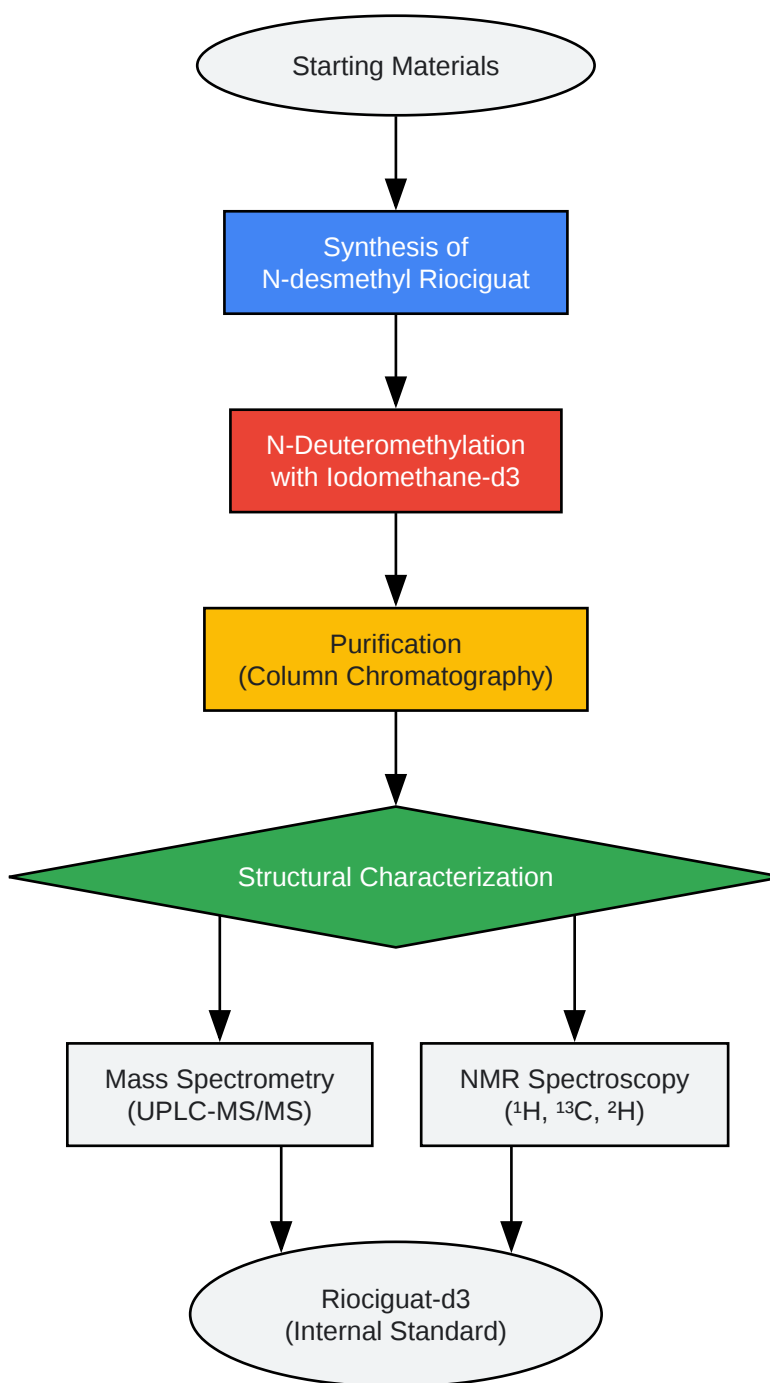 Starting Materials
Synthesis of
N-desmethyl Riociguat
N-Deuteromethylation
with Iodomethane-d3
Purification
(Column Chromatography)
Structural Characterization
Mass Spectrometry
(UPLC-MS/MS)
NMR Spectroscopy
(¹H, ¹³C, ²H)
Riociguat-d3
(Internal Standard)